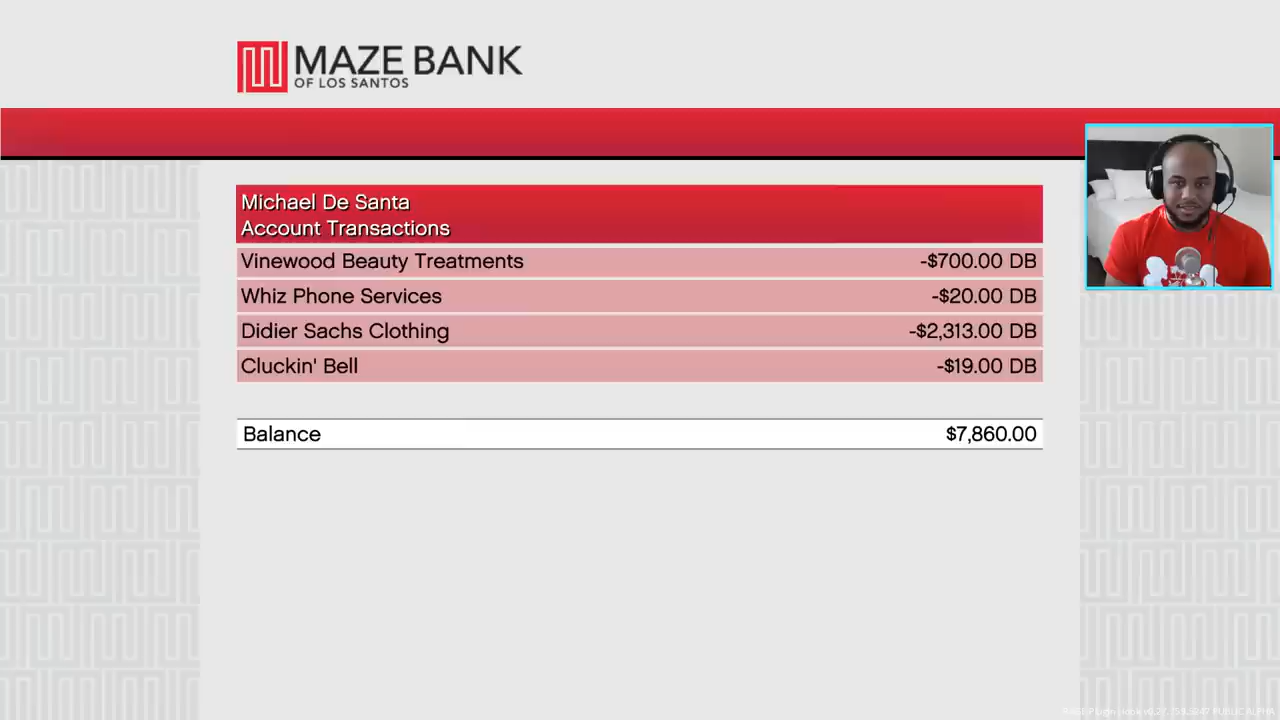 MAZE BANK
OF LOS SANTOS
Michael De Santa
Account Transactions
Vinewood Beauty Treatments -$700.00 DB
Whiz Phone Services -$20.00 DB
Didier Sachs Clothing -$2,313.00 DB
Cluckin' Bell -$19.00 DB
Balance $7,860.00
PUBLIC ALPHA